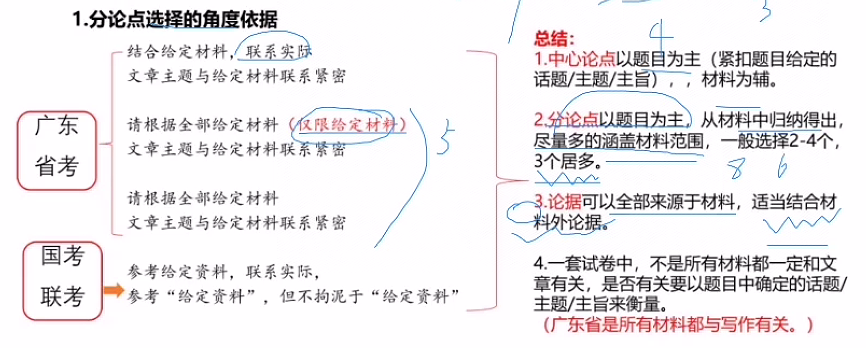 1.分论点选择的角度依据
广东
省考
结合给定材料，联系实际
文章主题与给定材料联系紧密
请根据全部给定材料（仅限给定材料）
文章主题与给定材料联系紧密
请根据全部给定材料
文章主题与给定材料联系紧密
国考
联考
参考给定资料，联系实际，
参考“给定资料”，但不拘泥于“给定资料”
5
4
总结：
1.中心论点以题目为主（紧扣题目给定的
话题/主题/主旨），，材料为辅。
2.分论点以题目为主，从材料中归纳得出，
尽量多的涵盖材料范围，一般选择2-4个，
3个居多。
8 6
3.论据可以全部来源于材料，适当结合材
料外论据。
4.一套试卷中，不是所有材料都一定和文
章有关，是否有关要以题目中确定的话题/
主题/主旨来衡量。
（广东省是所有材料都与写作有关。）